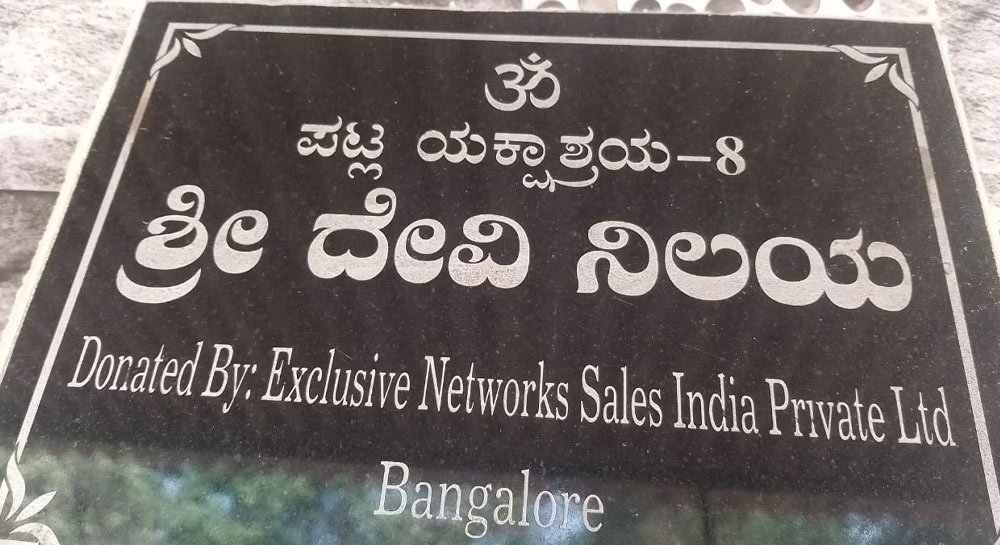 ಓಂ
ಪಟ್ಲ ಯಕ್ಷಾಶ್ರಯ-8
ಶ್ರೀ ದೇವಿ ನಿಲಯ
Donated By: Exclusive Networks Sales India Private Ltd
Bangalore